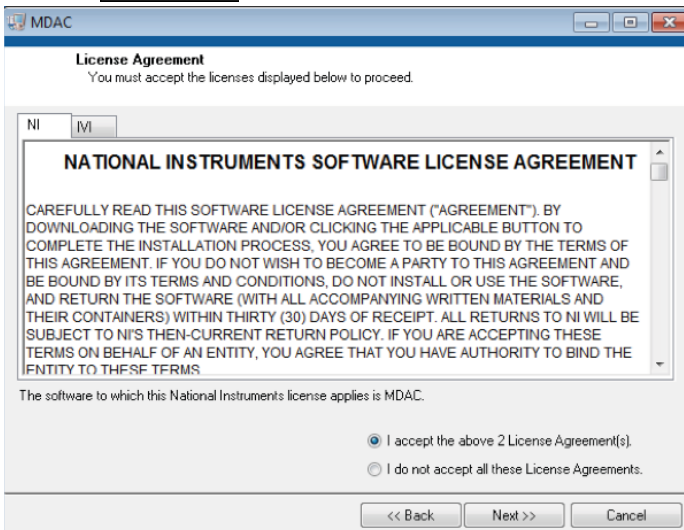 MDAC
License Agreement
You must accept the licenses displayed below to proceed.
NI IVI
NATIONAL INSTRUMENTS SOFTWARE LICENSE AGREEMENT
CAREFULLY READ THIS SOFTWARE LICENSE AGREEMENT ("AGREEMENT"). BY
DOWNLOADING THE SOFTWARE AND/OR CLICKING THE APPLICABLE BUTTON TO
COMPLETE THE INSTALLATION PROCESS, YOU AGREE TO BE BOUND BY THE TERMS OF
THIS AGREEMENT. IF YOU DO NOT WISH TO BECOME A PARTY TO THIS AGREEMENT AND
BE BOUND BY ITS TERMS AND CONDITIONS, DO NOT INSTALL OR USE THE SOFTWARE,
AND RETURN THE SOFTWARE (WITH ALL ACCOMPANYING WRITTEN MATERIALS AND
THEIR CONTAINERS) WITHIN THIRTY (30) DAYS OF RECEIPT. ALL RETURNS TO NI WILL BE
SUBJECT TO NI'S THEN-CURRENT RETURN POLICY. IF YOU ARE ACCEPTING THESE
TERMS ON BEHALF OF AN ENTITY, YOU AGREE THAT YOU HAVE AUTHORITY TO BIND THE
ENTITY TO THESE TERMS
The software to which this National Instruments license applies is MDAC.
I accept the above 2 License Agreement(s).
I do not accept all these License Agreements.
<< Back Next >> Cancel